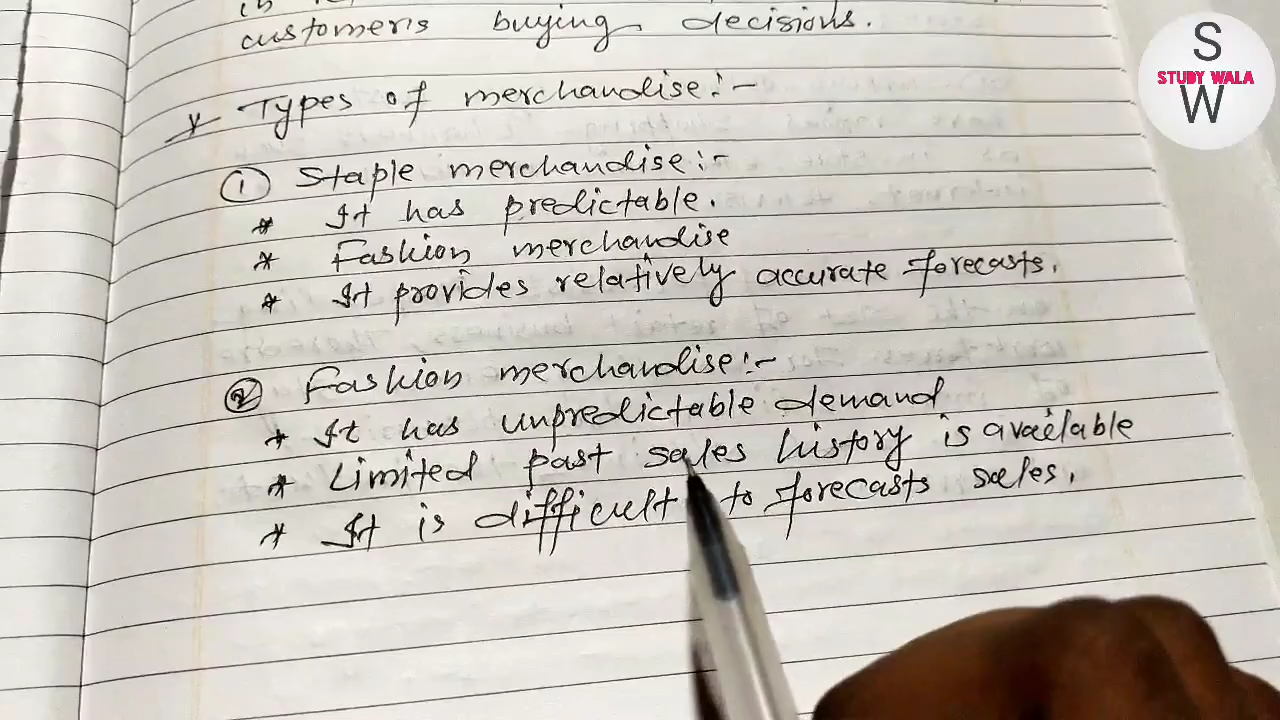 customer's buying decisions.
* Types of merchandise:-
① Staple merchandise:-
* It has predictable.
* Fashion merchandise
* It provides relatively accurate forecasts.
② Fashion merchandise:-
* It has unpredictable demand
* Limited past sales history is available
* It is difficult to forecasts sales.
S
STUDY WALA
W